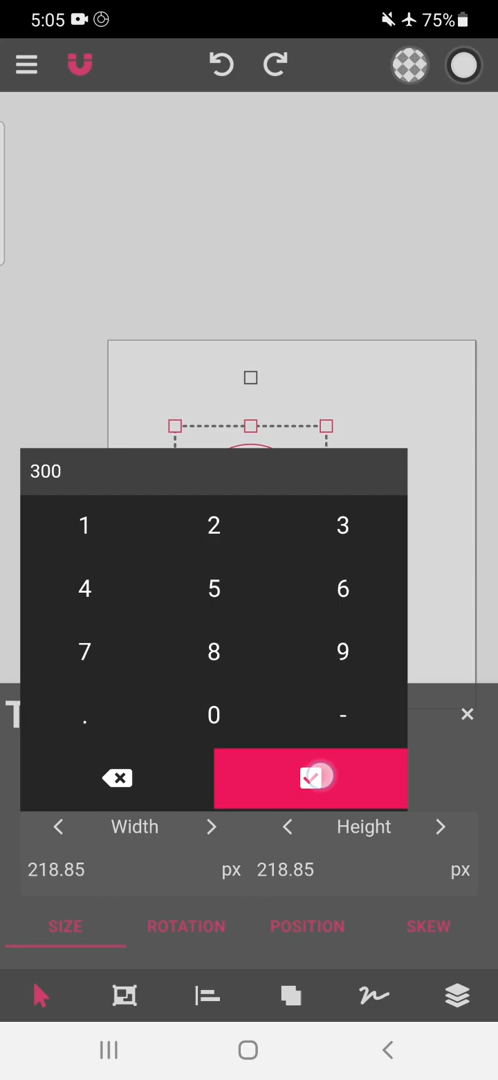 5:05 75%
300
1 2 3
4 5 6
7 8 9
. 0 -
T
Width Height
218.85 px 218.85 px
SIZE ROTATION POSITION SKEW